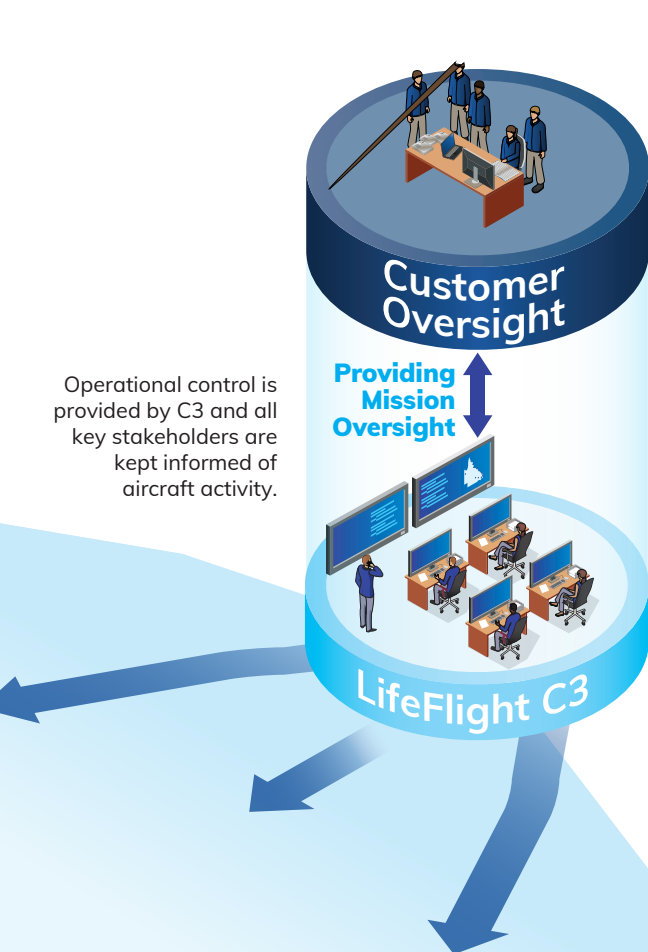 Customer
Oversight
Providing
Mission
Oversight
Operational control is
provided by C3 and all
key stakeholders are
kept informed of
aircraft activity.
LifeFlight C3